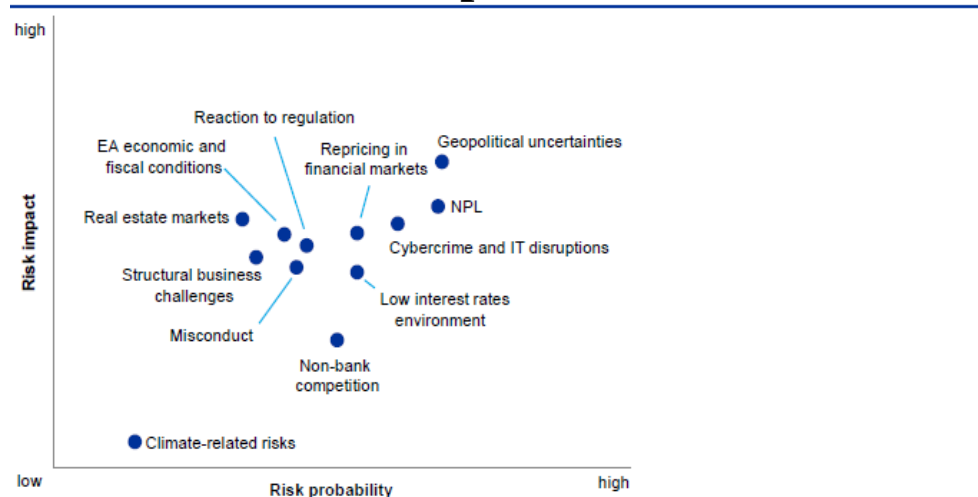 high
Reaction to regulation
EA economic and
fiscal conditions
Repricing in
financial markets
Geopolitical uncertainties
Real estate markets
NPL
Cybercrime and IT disruptions
Structural business
challenges
Low interest rates
environment
Misconduct
Non-bank
competition
Climate-related risks
Risk impact
low
Risk probability
high